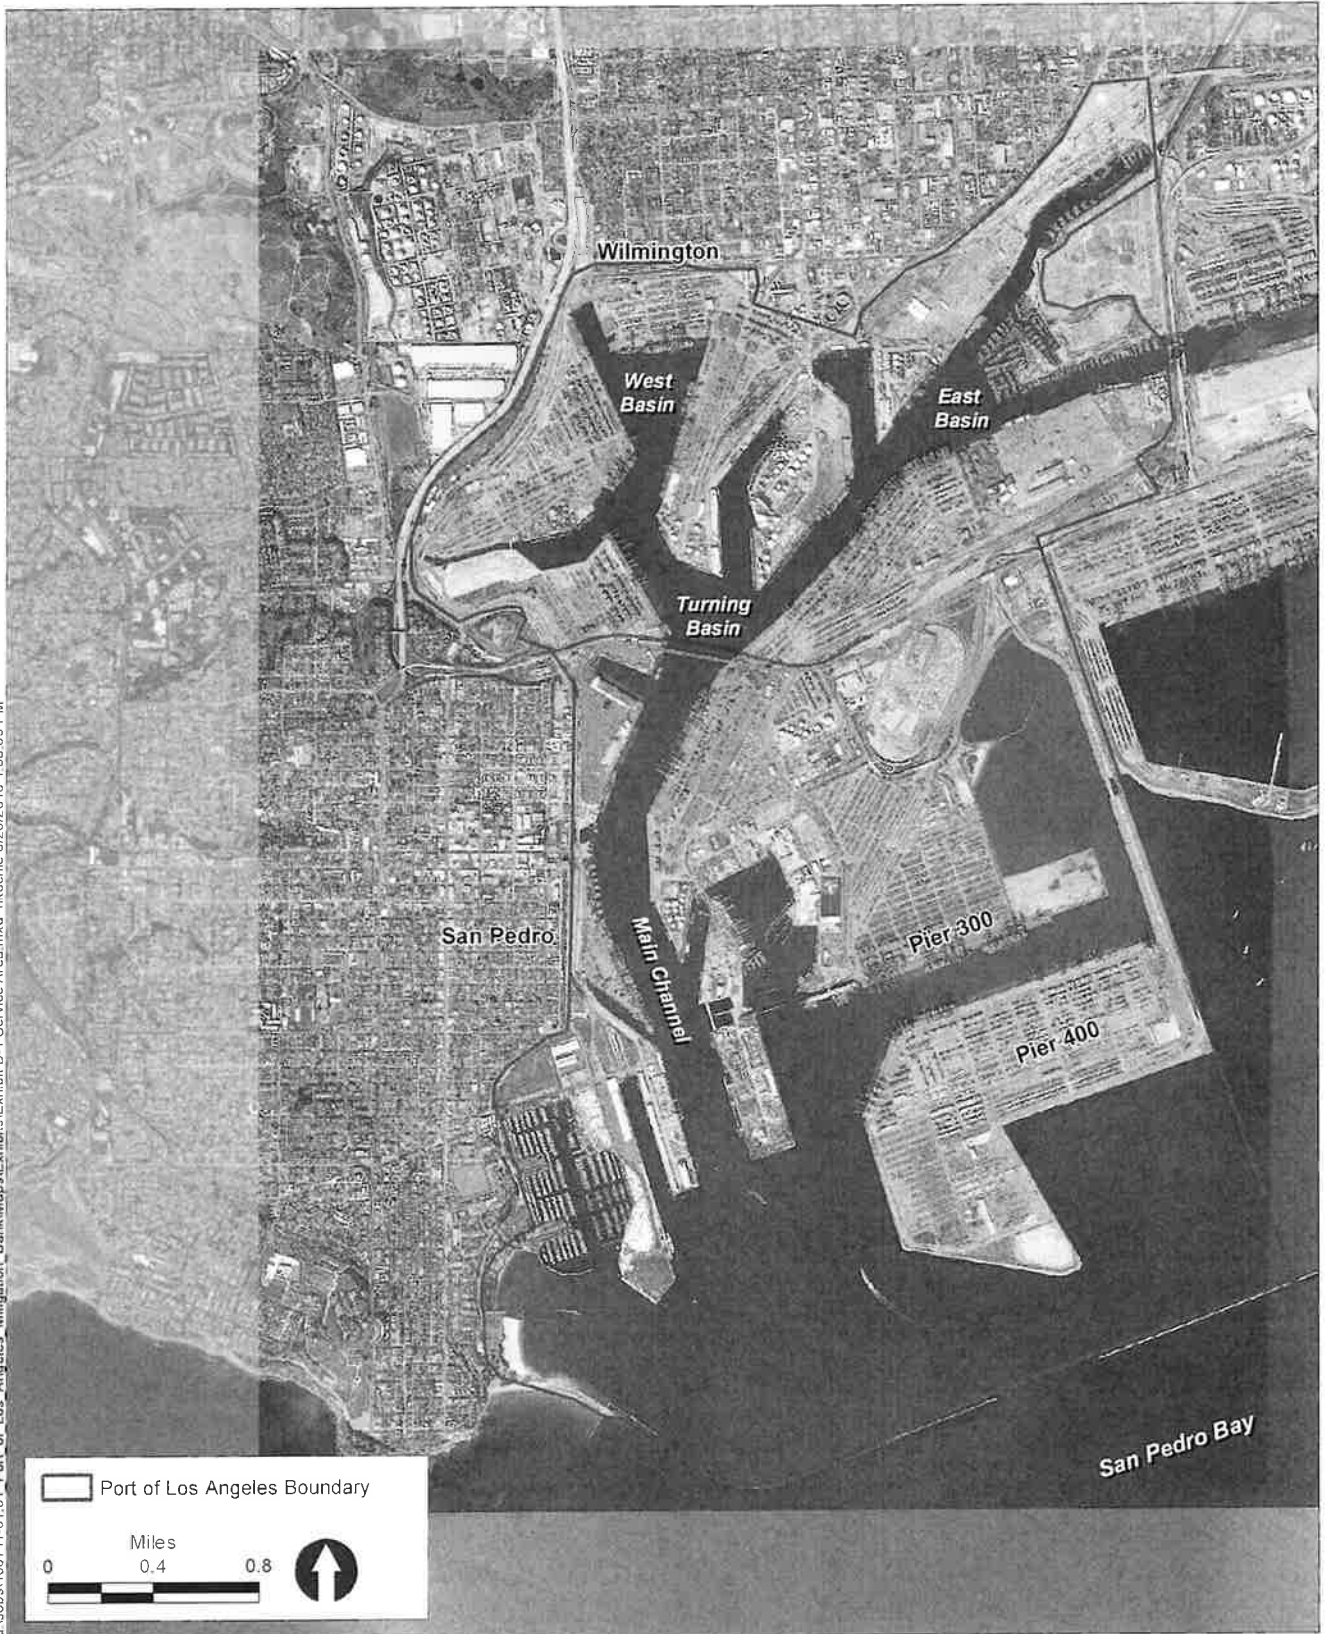 Wilmington
West
Basin
East
Basin
Turning
Basin
San Pedro
Main Channel
Pier 300
Pier 400
San Pedro Bay
Port of Los Angeles Boundary
Miles
0 0.4 0.8